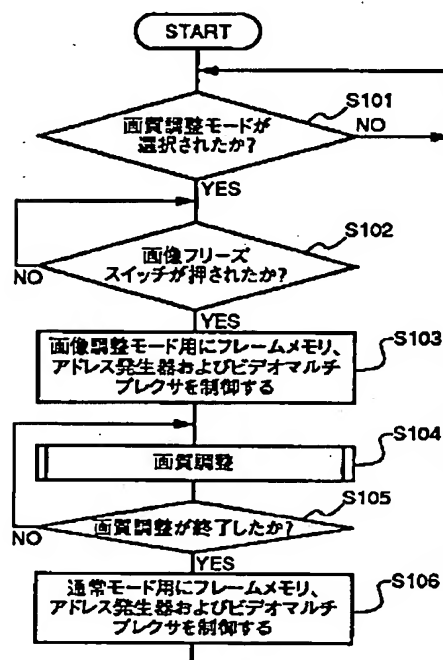 START
S101
画質調整モードが
選択されたか?
NO
YES
S102
画像フリーズ
スイッチが押されたか?
NO
YES
S103
画像調整モード用にフレームメモリ、
アドレス発生器およびビデオマルチ
プレクサを制御する
S104
画質調整
S105
画質調整が終了したか?
NO
YES
S106
通常モード用にフレームメモリ、
アドレス発生器およびビデオマルチ
プレクサを制御する